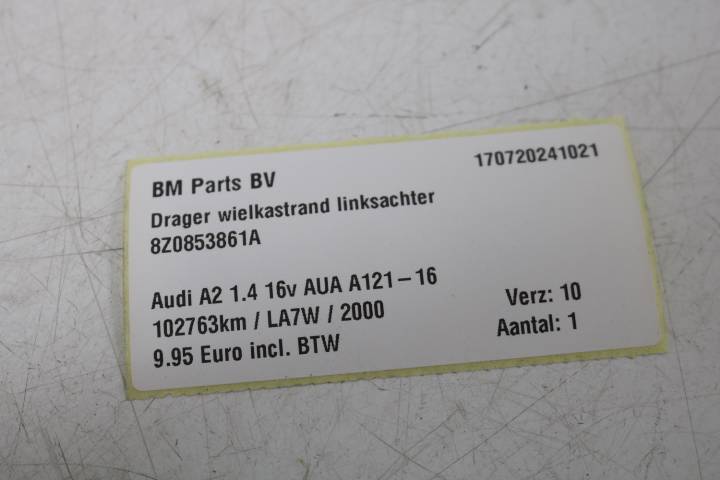 BM Parts BV 170720241021
Drager wielkastrand linksachter
8Z0853861A
Audi A2 1.4 16v AUA A121-16
102763km / LA7W / 2000 Verz: 10
9.95 Euro incl. BTW Aantal: 1